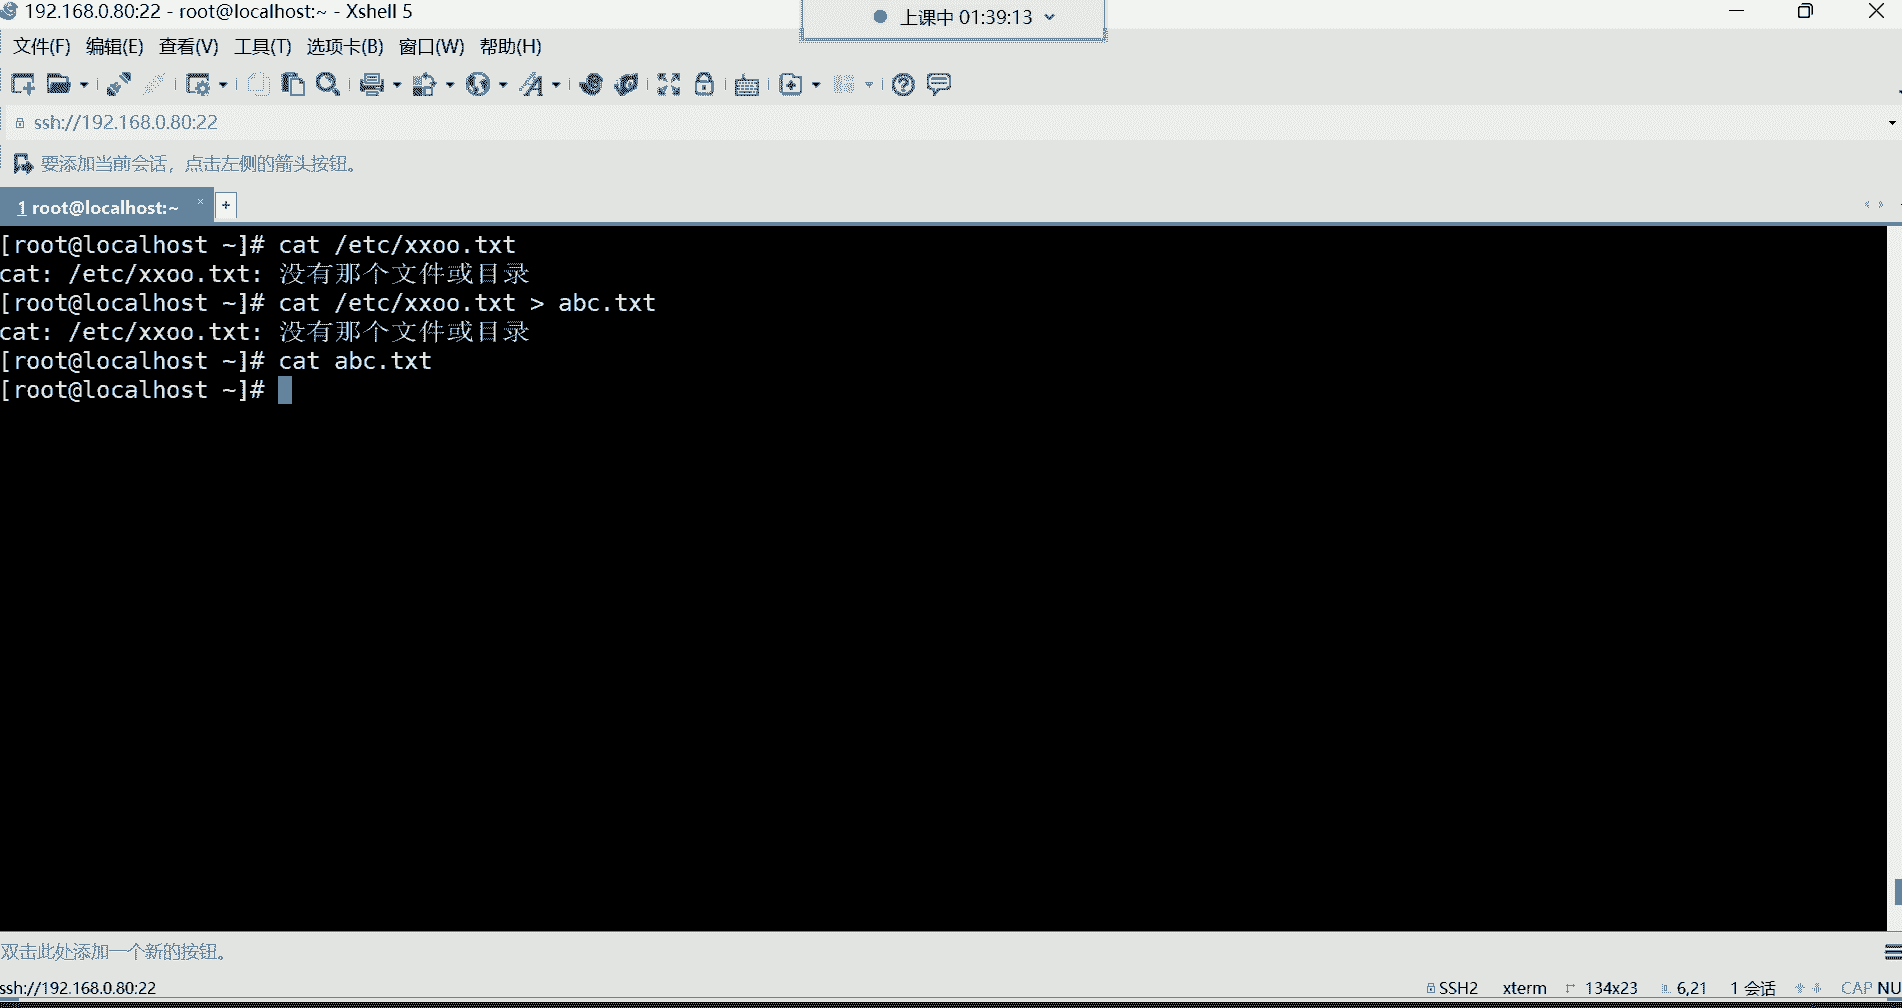 192.168.0.80:22 - root@localhost:~ - Xshell 5
上课中 01:39:13
文件(F) 编辑(E) 查看(V) 工具(T) 选项卡(B) 窗口(W) 帮助(H)
ssh://192.168.0.80:22
要添加当前会话，点击左侧的箭头按钮。
1 root@localhost:~ × +
[root@localhost ~]# cat /etc/xxoo.txt
cat: /etc/xxoo.txt: 没有那个文件或目录
[root@localhost ~]# cat /etc/xxoo.txt > abc.txt
cat: /etc/xxoo.txt: 没有那个文件或目录
[root@localhost ~]# cat abc.txt
[root@localhost ~]#
双击此处添加一个新的按钮。
ssh://192.168.0.80:22 SSH2 xterm 134x23 6,21 1 会话 CAP NU